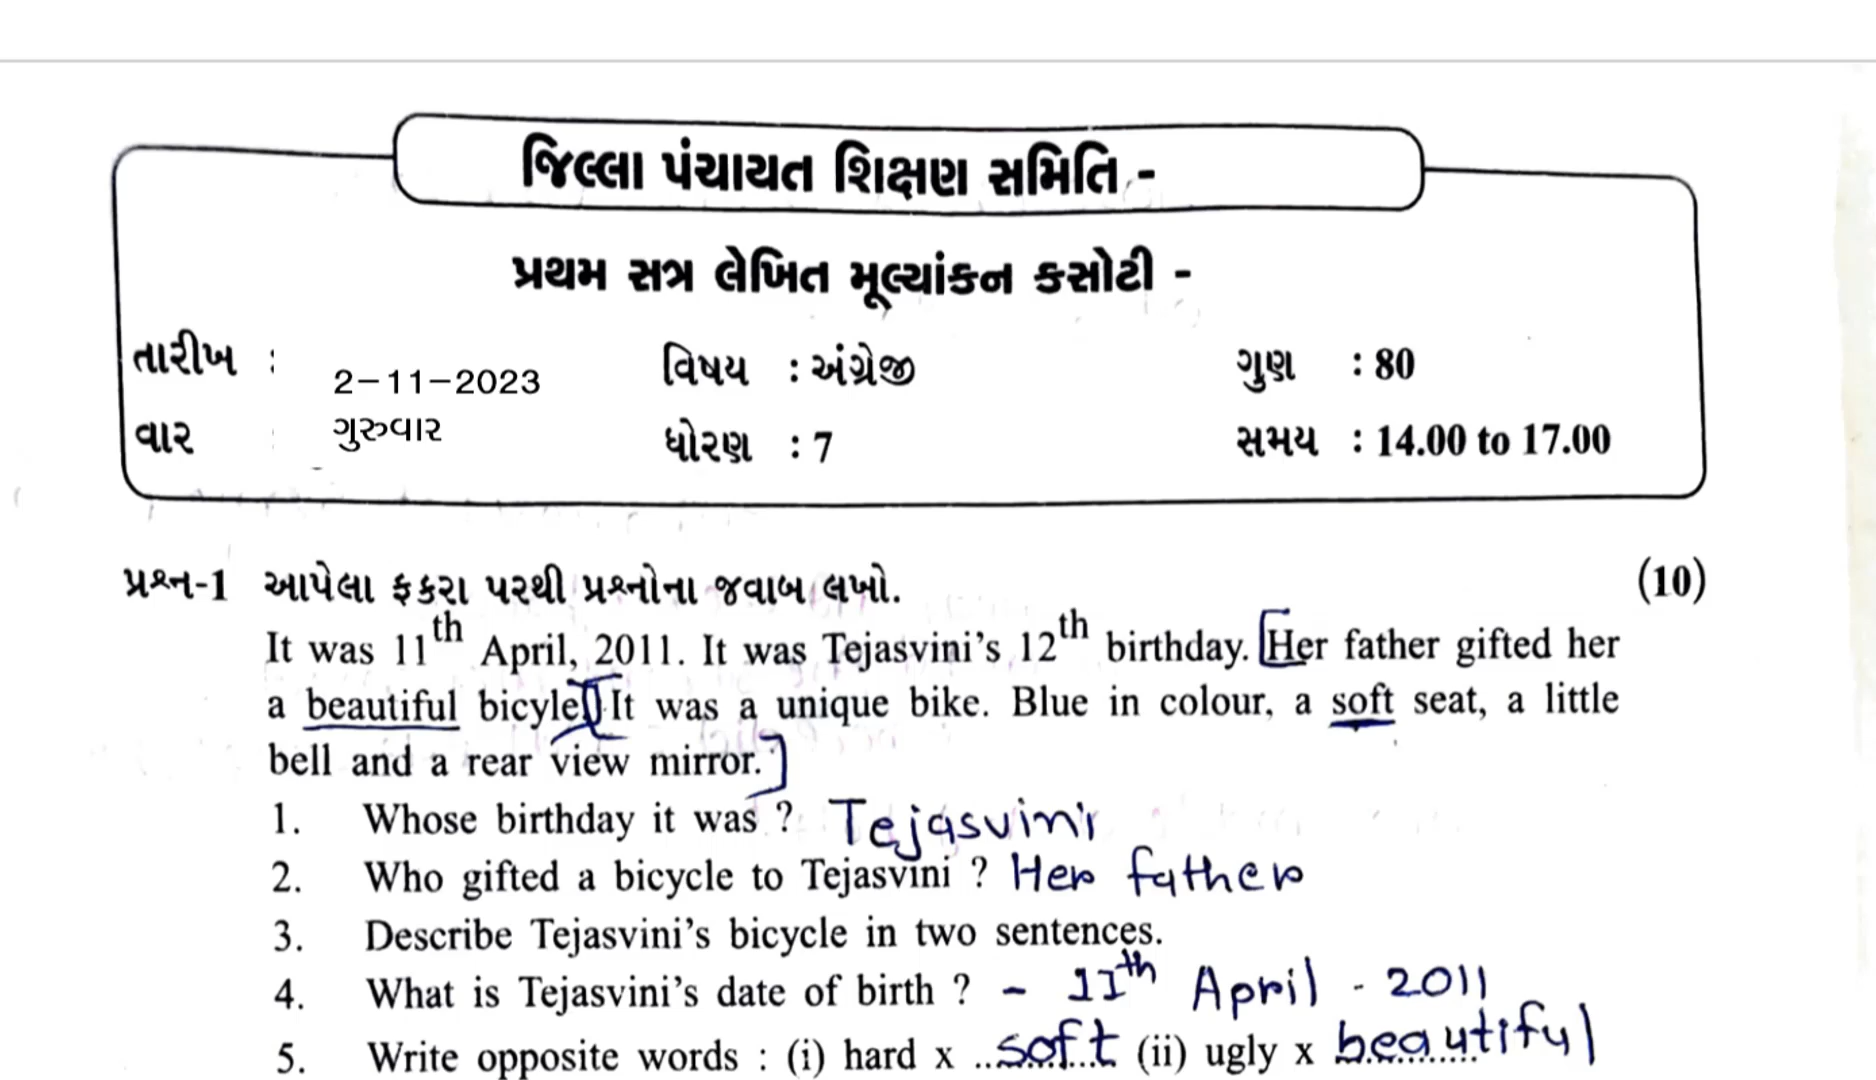 જિલ્લા પંચાયત શિક્ષણ સમિતિ -
પ્રથમ સત્ર લેખિત મૂલ્યાંકન કસોટી -
તારીખ : 2-11-2023 વિષય : અંગ્રેજી ગુણ : 80
વાર : ગુરુવાર ધોરણ : 7 સમય : 14.00 to 17.00
પ્રશ્ન-1 આપેલા ફકરા પરથી પ્રશ્નોના જવાબ લખો. (10)
It was 11th April, 2011. It was Tejasvini's 12th birthday. [Her father gifted her
a beautiful bicyle.] [It was a unique bike. Blue in colour, a soft seat, a little
bell and a rear view mirror.]
1. Whose birthday it was ? Tejasvini
2. Who gifted a bicycle to Tejasvini ? Her father
3. Describe Tejasvini's bicycle in two sentences.
4. What is Tejasvini's date of birth ? - 11th April - 2011
5. Write opposite words : (i) hard x ..soft.. (ii) ugly x beautiful